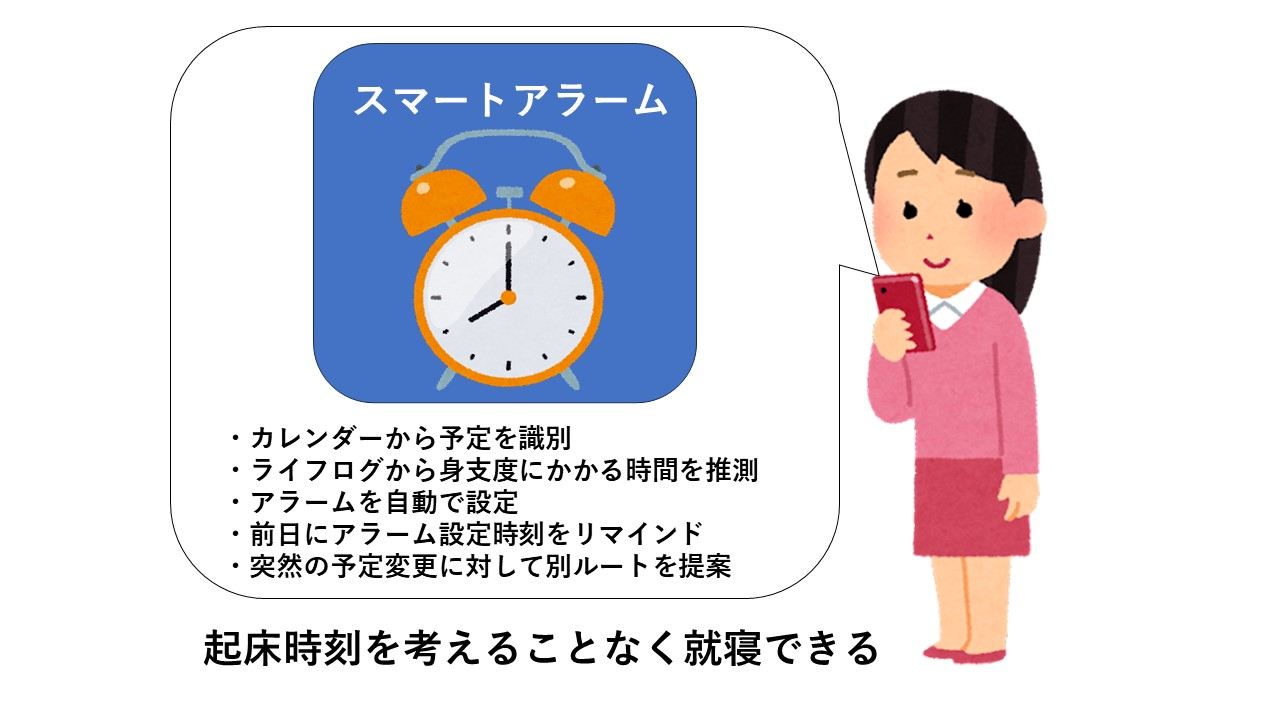 スマートアラーム
・カレンダーから予定を識別
・ライフログから身支度にかかる時間を推測
・アラームを自動で設定
・前日にアラーム設定時刻をリマインド
・突然の予定変更に対して別ルートを提案
起床時刻を考えることなく就寝できる